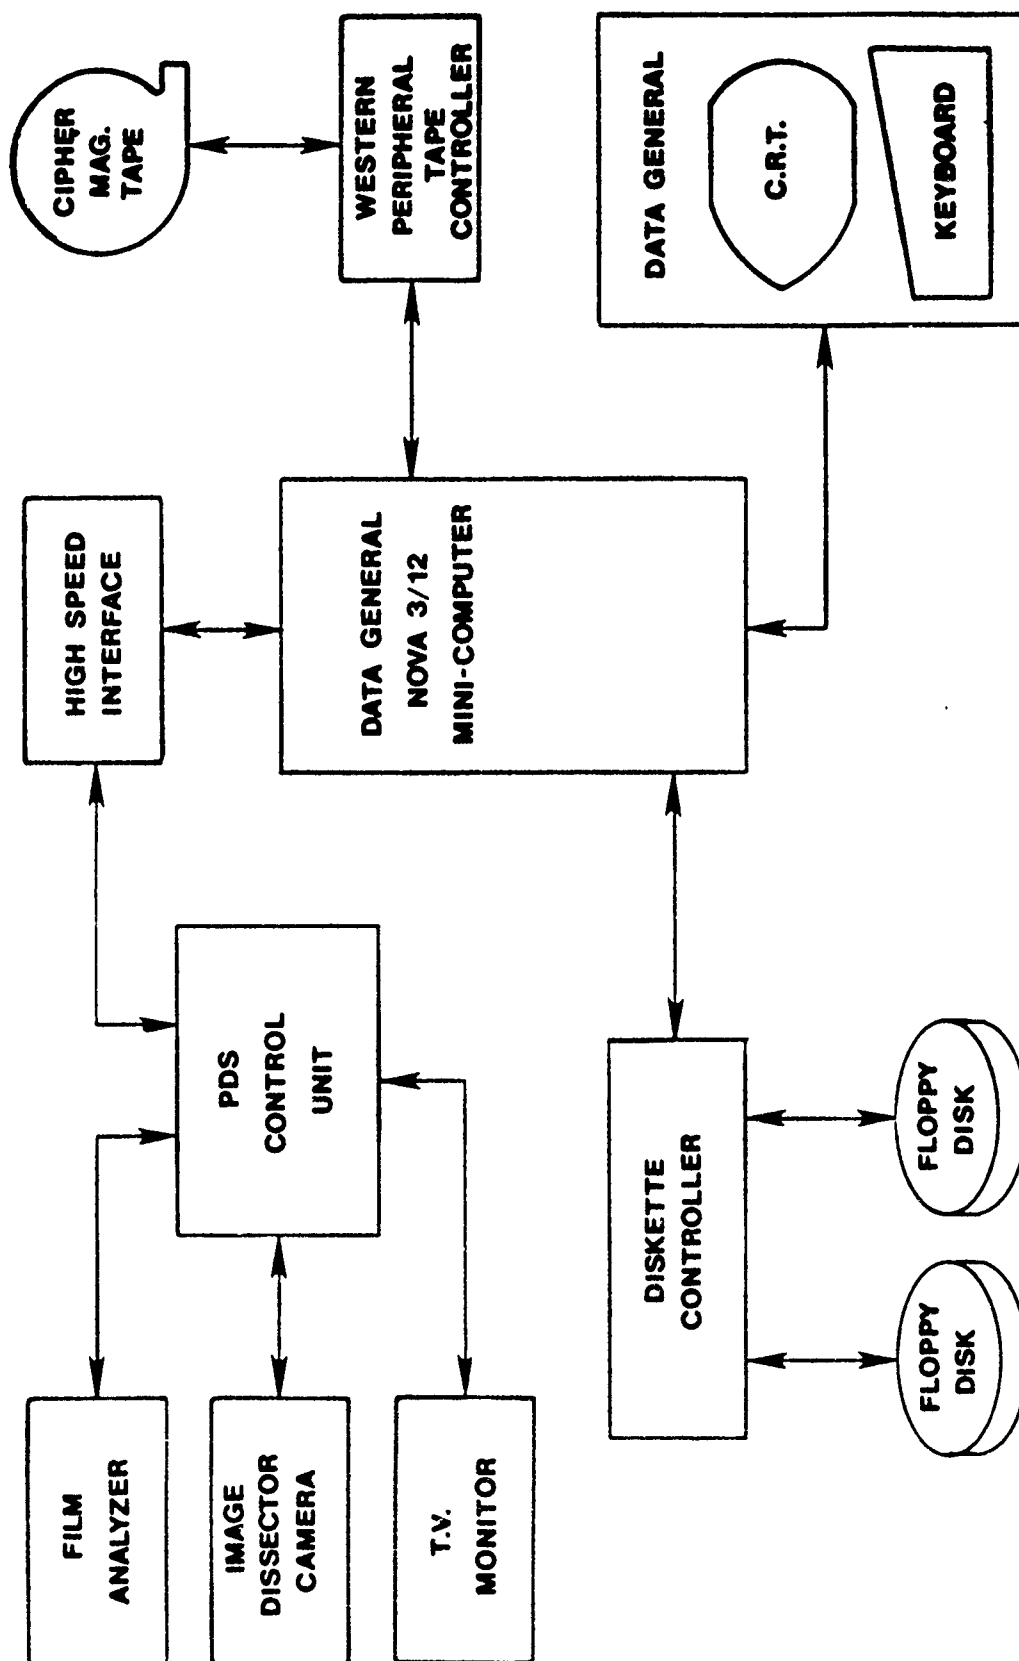 FILM
ANALYZER
IMAGE
DISSECTOR
CAMERA
T.V.
MONITOR
PDS
CONTROL
UNIT
HIGH SPEED
INTERFACE
DATA GENERAL
NOVA 3/12
MINI-COMPUTER
CIPHER
MAG.
TAPE
WESTERN
PERIPHERAL
TAPE
CONTROLLER
DATA GENERAL
C.R.T.
KEYBOARD
DISKETTE
CONTROLLER
FLOPPY
DISK
FLOPPY
DISK